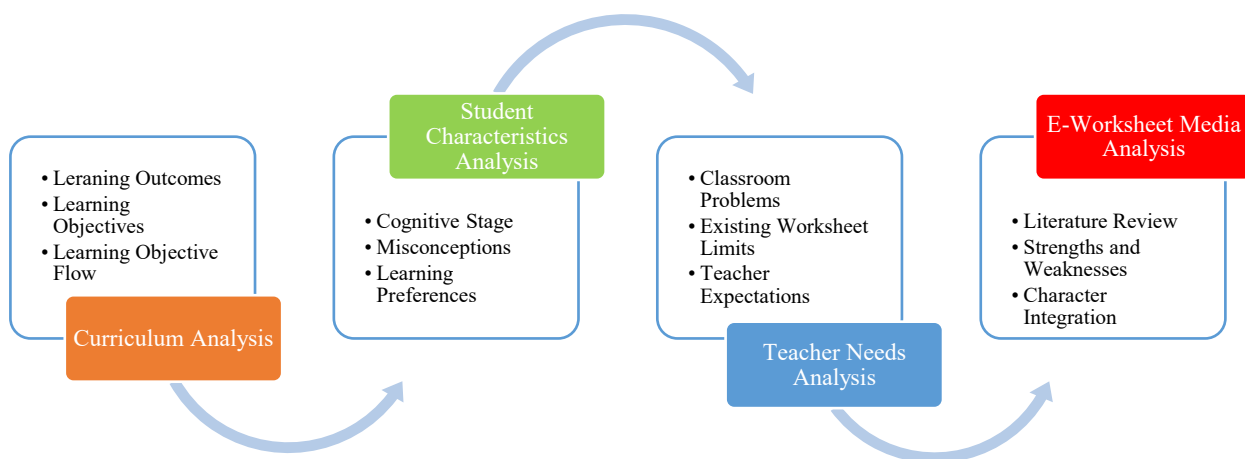 • Leraning Outcomes
• Learning
Objectives
• Learning Objective
Flow
Curriculum Analysis
Student
Characteristics
Analysis
• Cognitive Stage
• Misconceptions
• Learning
Preferences
• Classroom
Problems
• Existing Worksheet
Limits
• Teacher
Expectations
Teacher Needs
Analysis
E-Worksheet Media
Analysis
• Literature Review
• Strengths and
Weaknesses
• Character
Integration